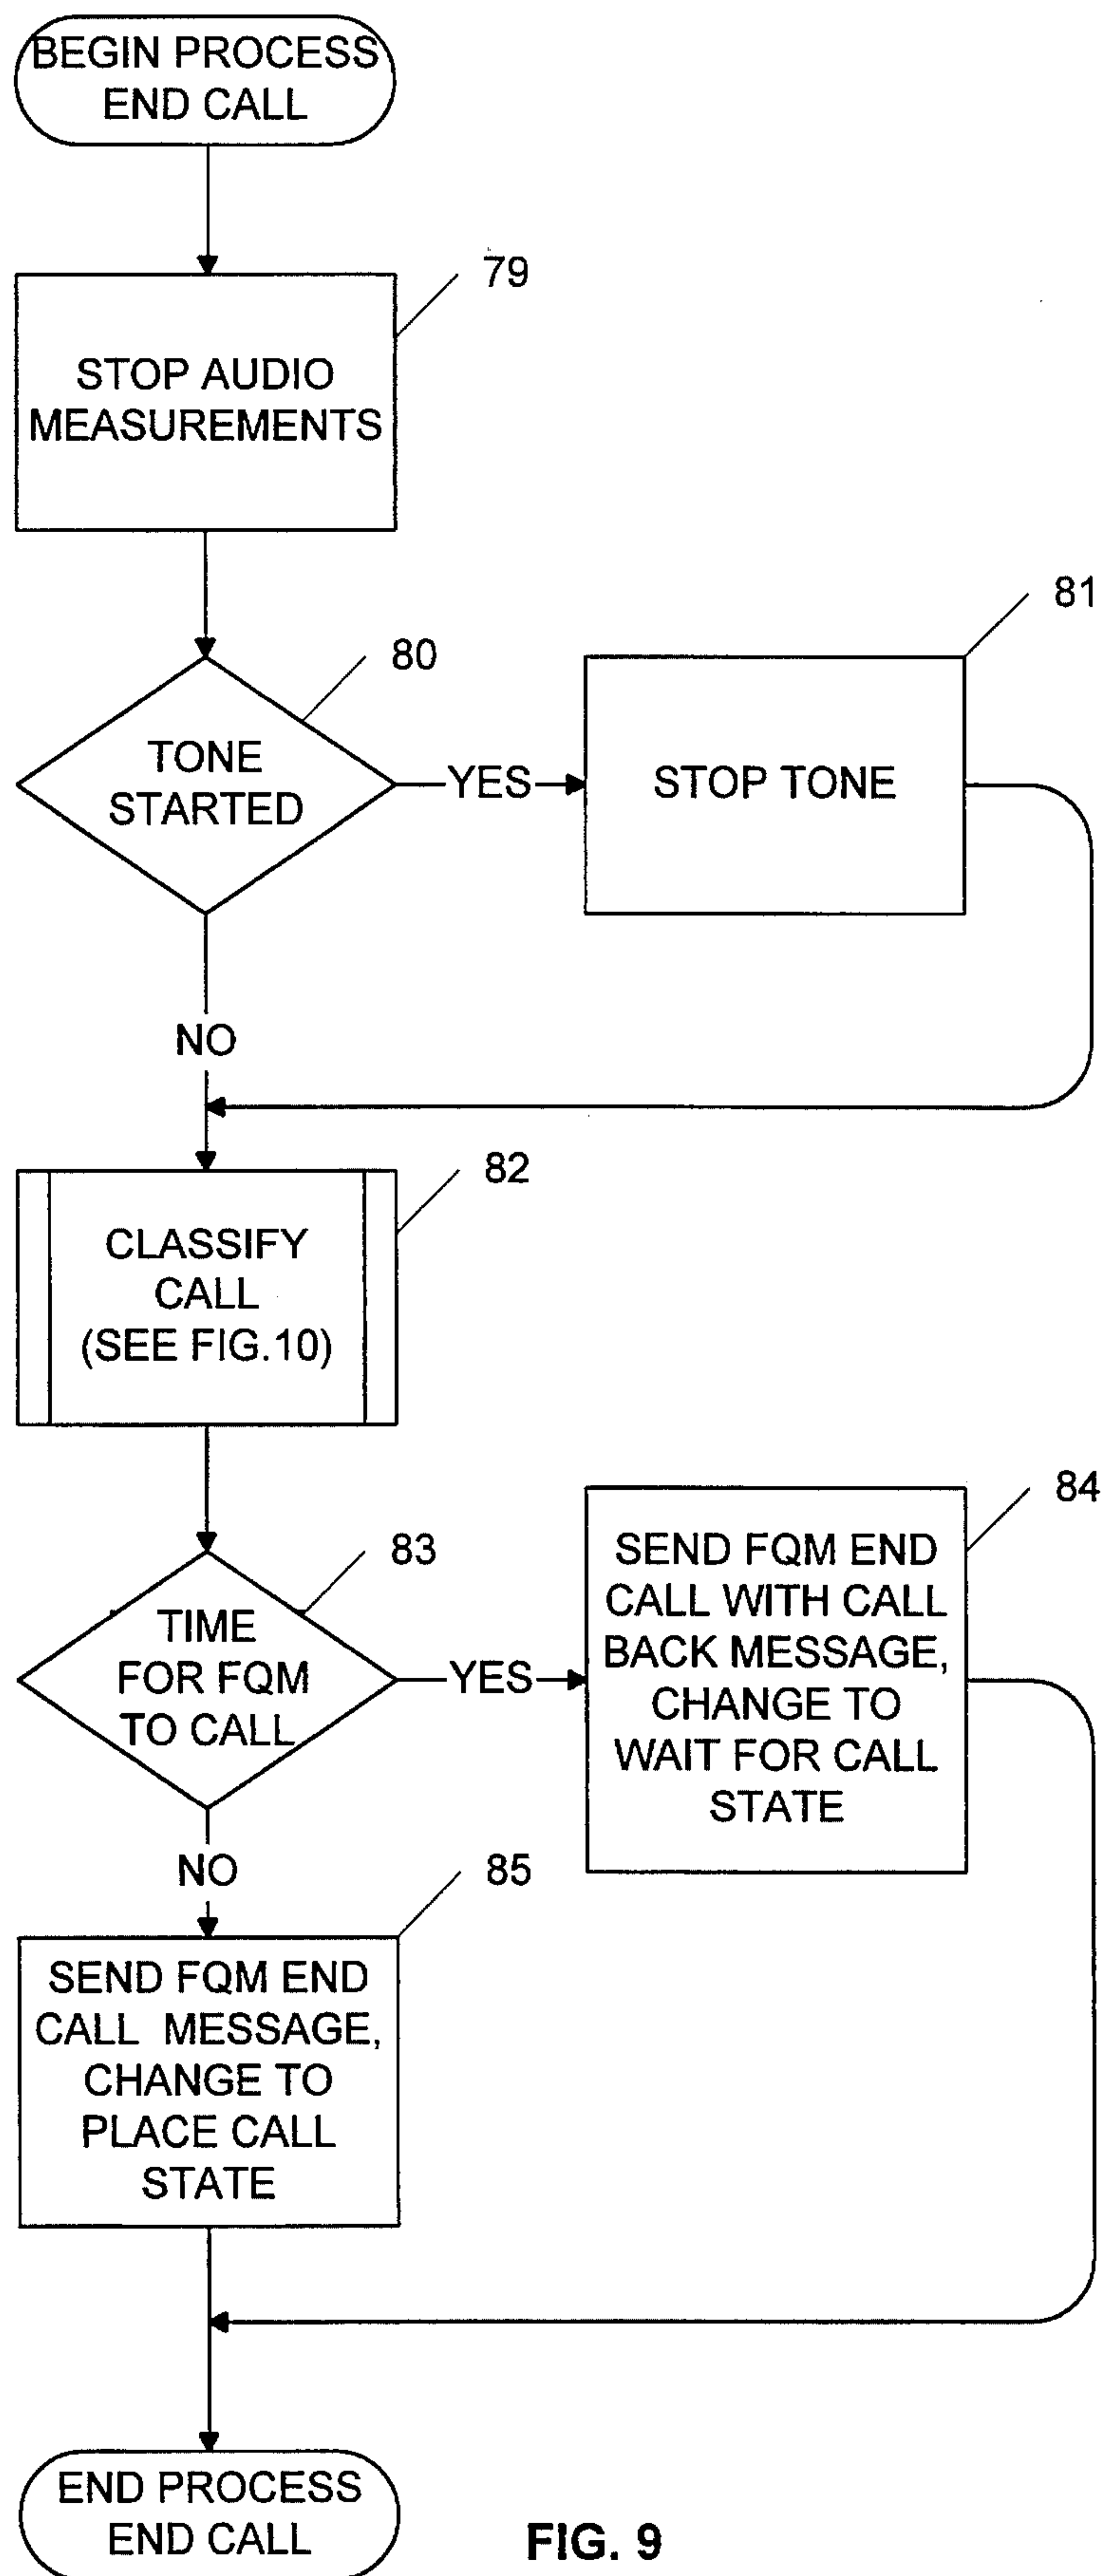 BEGIN PROCESS
END CALL
79
STOP AUDIO
MEASUREMENTS
80
TONE
STARTED
YES
81
STOP TONE
NO
82
CLASSIFY
CALL
(SEE FIG.10)
83
TIME
FOR FQM
TO CALL
YES
84
SEND FQM END
CALL WITH CALL
BACK MESSAGE,
CHANGE TO
WAIT FOR CALL
STATE
NO
85
SEND FQM END
CALL MESSAGE,
CHANGE TO
PLACE CALL
STATE
END PROCESS
END CALL
FIG. 9